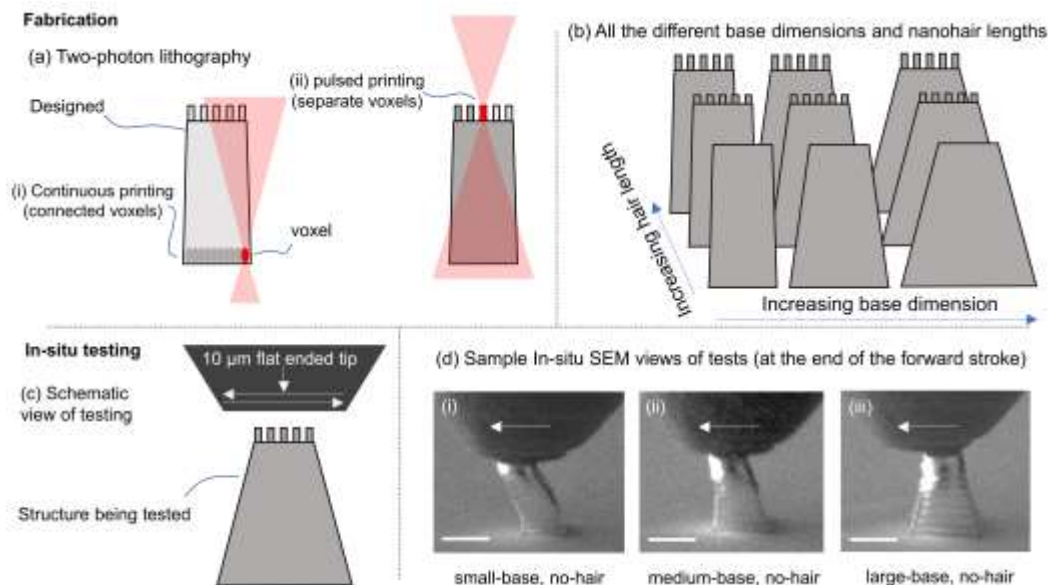 Fabrication
(a) Two-photon lithography
Designed
(i) Continuous printing
(connected voxels)
voxel
(ii) pulsed printing
(separate voxels)
(b) All the different base dimensions and nanohair lengths
Increasing hair length
Increasing base dimension
In-situ testing
(c) Schematic
view of testing
10 µm flat ended tip
Structure being tested
(d) Sample In-situ SEM views of tests (at the end of the forward stroke)
(i)
(ii)
(iii)
small-base, no-hair
medium-base, no-hair
large-base, no-hair